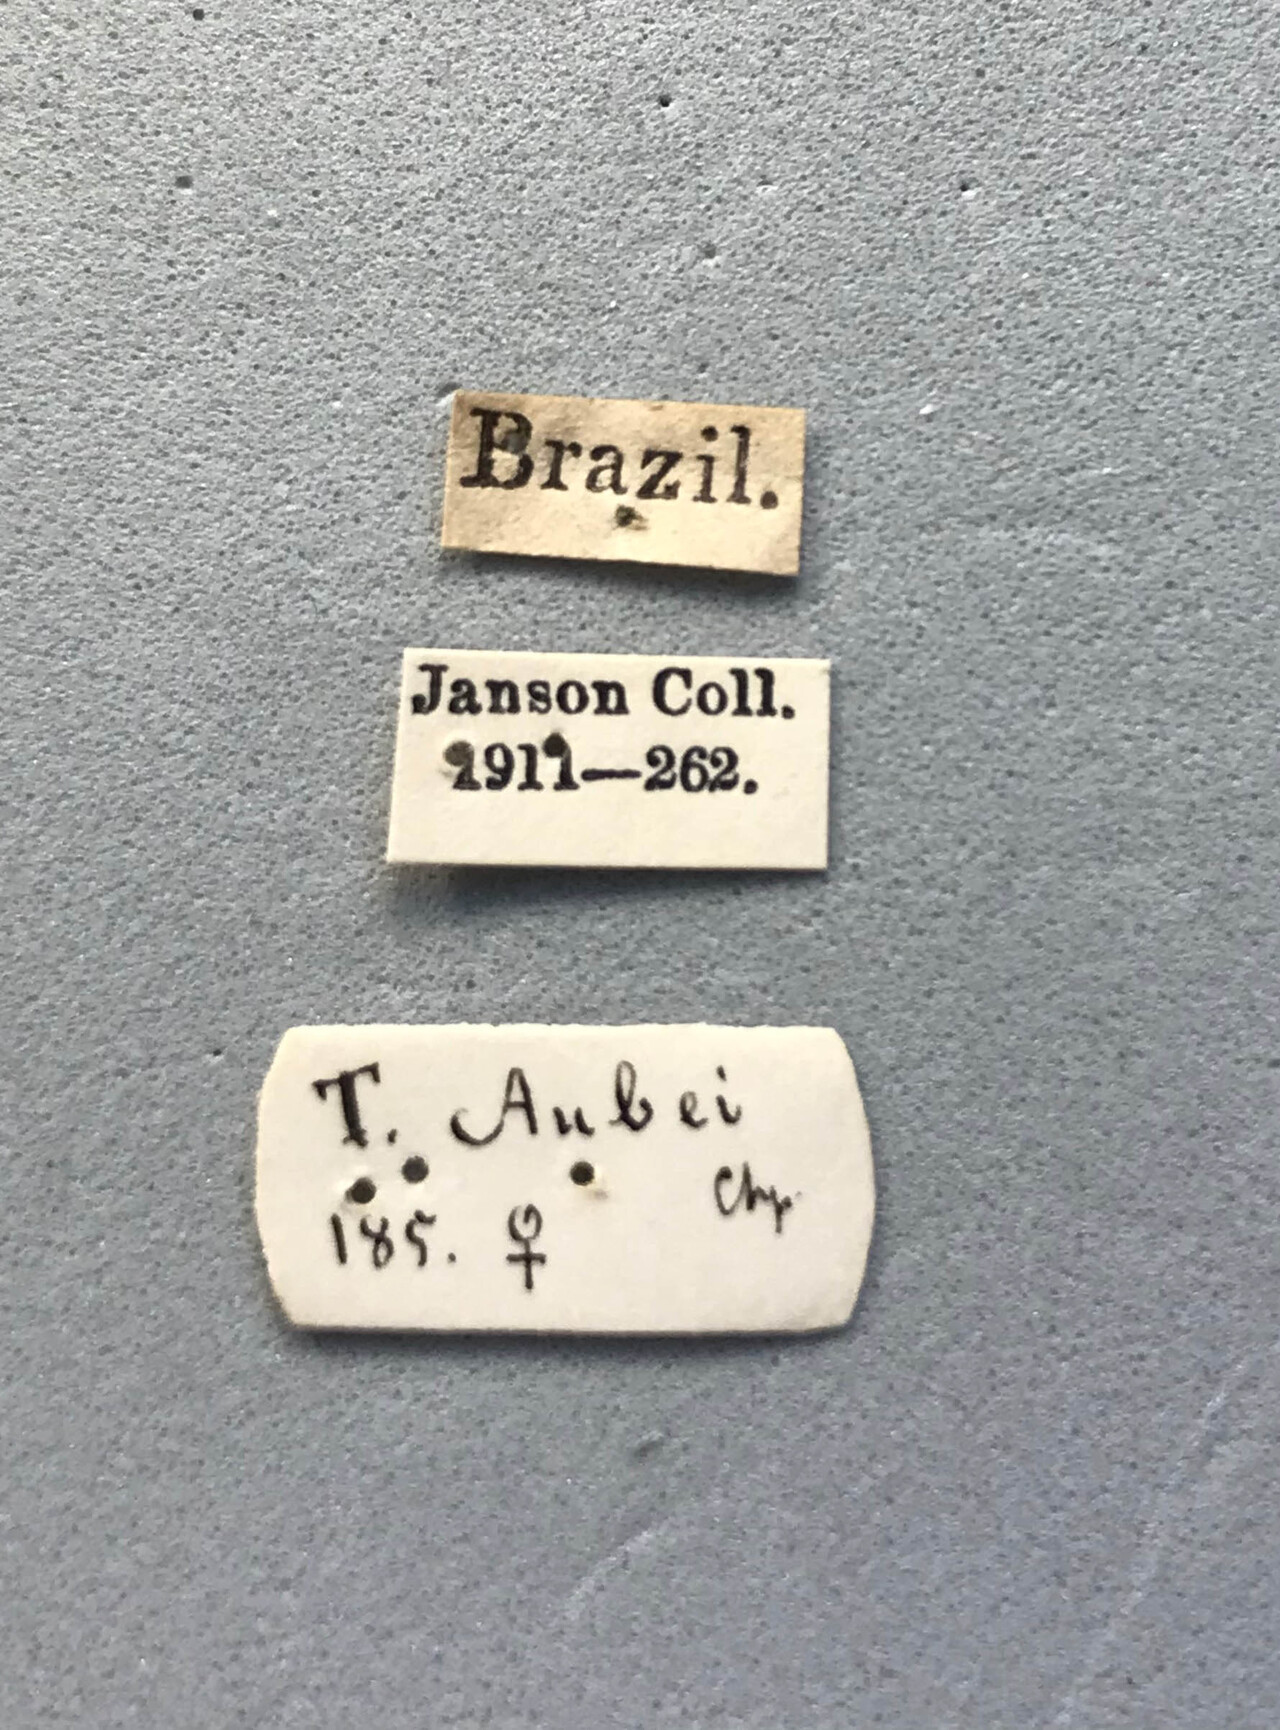 Brazil.
Janson Coll.
1911—262.
T. Aubei
Chp.
185. ♀